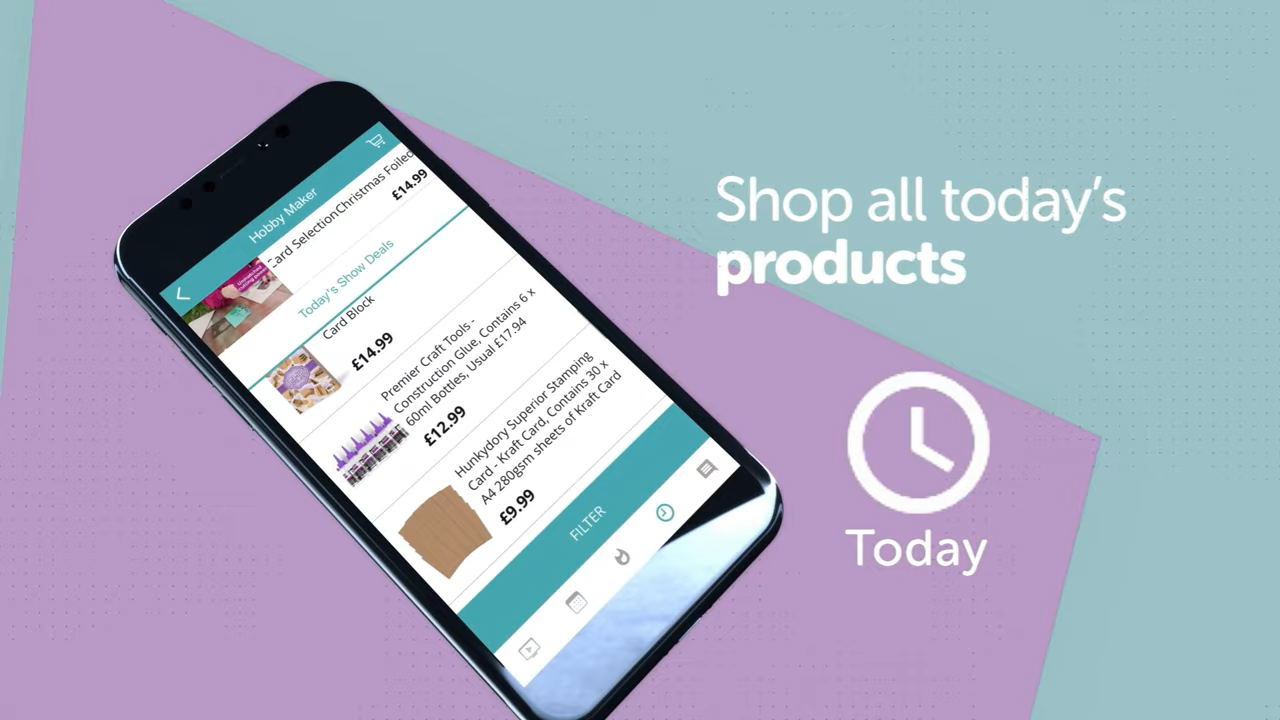 Shop all today's
products
Today
Hobby Maker
Card SelectionChristmas Foiled
£14.99
Today's Show Deals
Card Block
£14.99
Premier Craft Tools -
Construction Glue, Contains 6 x
60ml Bottles, Usual £17.94
£12.99
Hunkydory Superior Stamping
Card - Kraft Card, Contains 30 x
A4 280gsm sheets of Kraft Card
£9.99
FILTER